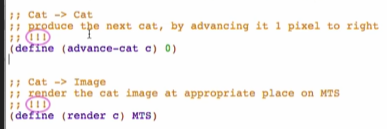 ;; Cat -> Cat
;; produce the next cat, by advancing it 1 pixel to right
;; !!!
(define (advance-cat c) 0)
;; Cat -> Image
;; render the cat image at appropriate place on MTS
;; !!!
(define (render c) MTS)